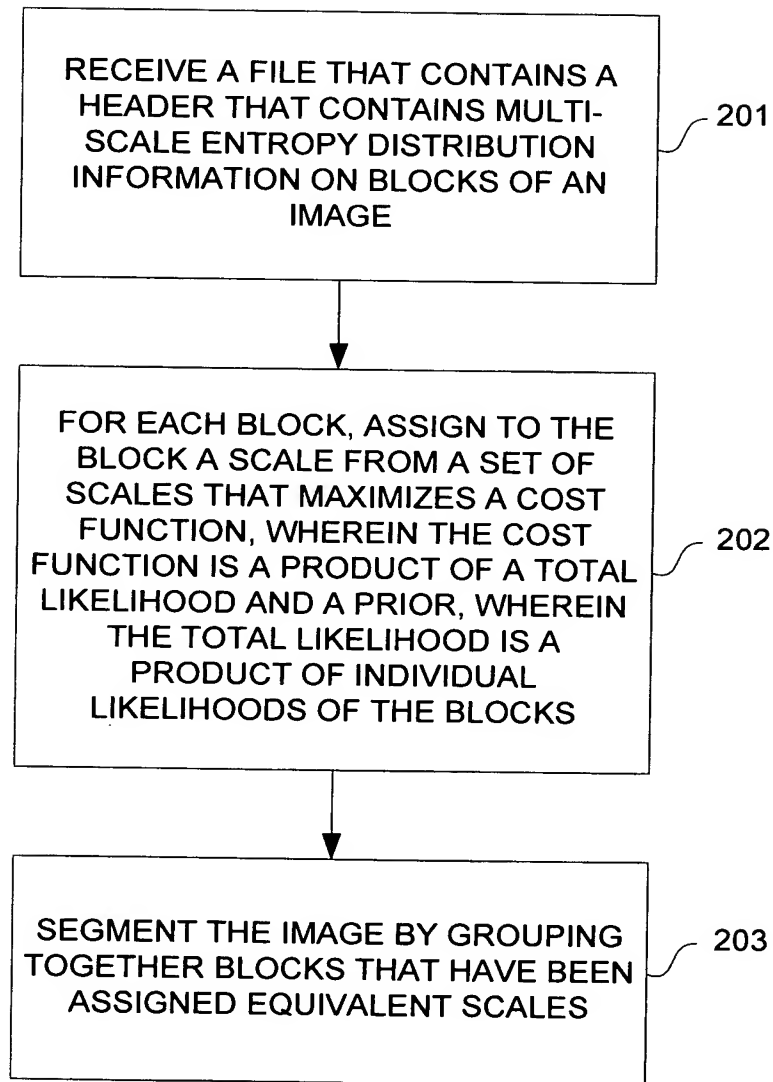 RECEIVE A FILE THAT CONTAINS A
HEADER THAT CONTAINS MULTI-
SCALE ENTROPY DISTRIBUTION
INFORMATION ON BLOCKS OF AN
IMAGE
201
FOR EACH BLOCK, ASSIGN TO THE
BLOCK A SCALE FROM A SET OF
SCALES THAT MAXIMIZES A COST
FUNCTION, WHEREIN THE COST
FUNCTION IS A PRODUCT OF A TOTAL
LIKELIHOOD AND A PRIOR, WHEREIN
THE TOTAL LIKELIHOOD IS A
PRODUCT OF INDIVIDUAL
LIKELIHOODS OF THE BLOCKS
202
SEGMENT THE IMAGE BY GROUPING
TOGETHER BLOCKS THAT HAVE BEEN
ASSIGNED EQUIVALENT SCALES
203